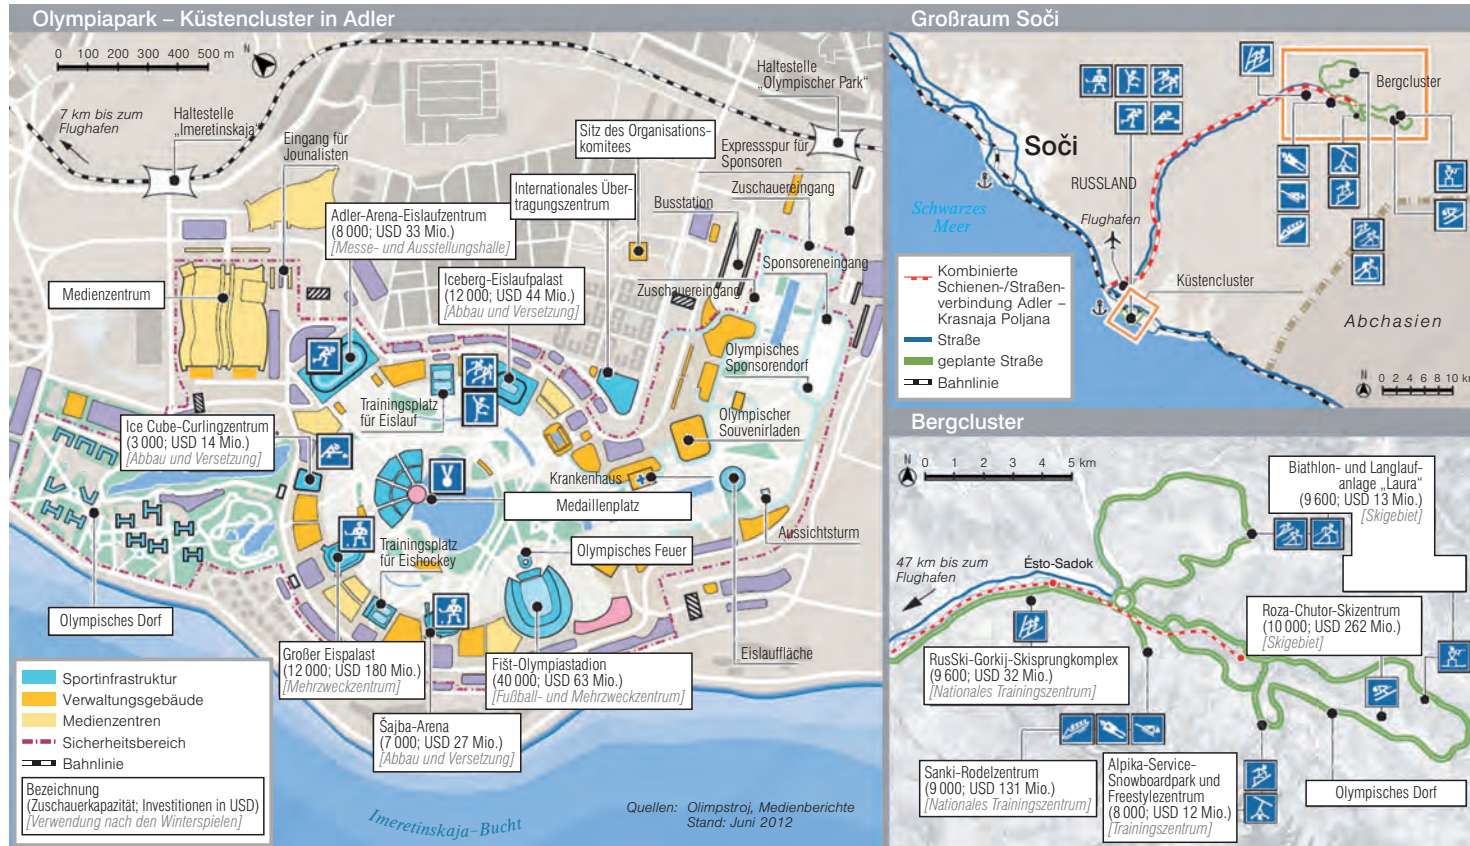 Olympiapark – Küstencluster in Adler
0 100 200 300 400 500 m
N
7 km bis zum
Flughafen
Haltestelle
„Imeretinskaja“
Eingang für
Jounalisten
Haltestelle
„Olympischer Park“
Sitz des Organisations-
komitees
Expressspur für
Sponsoren
Internationales Über-
tragungszentrum
Zuschauereingang
Busstation
Adler-Arena-Eislaufzentrum
(8 000; USD 33 Mio.)
[Messe- und Ausstellungshalle]
Sponsoreneingang
Iceberg-Eislaufpalast
(12 000; USD 44 Mio.)
[Abbau und Versetzung]
Zuschauereingang
Medienzentrum
Olympisches
Sponsorendorf
Trainingsplatz
für Eislauf
Olympischer
Souvenirladen
Ice Cube-Curlingzentrum
(3 000; USD 14 Mio.)
[Abbau und Versetzung]
Krankenhaus
Medaillenplatz
Aussichtsturm
Trainingsplatz
für Eishockey
Olympisches Feuer
Olympisches Dorf
Eislauffläche
Großer Eispalast
(12 000; USD 180 Mio.)
[Mehrzweckzentrum]
Fišt-Olympiastadion
(40 000; USD 63 Mio.)
[Fußball- und Mehrzweckzentrum]
Šajba-Arena
(7 000; USD 27 Mio.)
[Abbau und Versetzung]
Sportinfrastruktur
Verwaltungsgebäude
Medienzentren
Sicherheitsbereich
Bahnlinie
Bezeichnung
(Zuschauerkapazität; Investitionen in USD)
[Verwendung nach den Winterspielen]
Imeretinskaja-Bucht
Quellen: Olimpstroj, Medienberichte
Stand: Juni 2012
Großraum Soči
Bergcluster
Soči
RUSSLAND
Schwarzes
Meer
Flughafen
Küstencluster
Abchasien
Kombinierte
Schienen-/Straßen-
verbindung Adler –
Krasnaja Poljana
Straße
geplante Straße
Bahnlinie
N
0 2 4 6 8 10 km
Bergcluster
N
0 1 2 3 4 5 km
Biathlon- und Langlauf-
anlage „Laura“
(9 600; USD 13 Mio.)
[Skigebiet]
47 km bis zum
Flughafen
Ésto-Sadok
Roza-Chutor-Skizentrum
(10 000; USD 262 Mio.)
[Skigebiet]
RusSki-Gorkij-Skisprungkomplex
(9 600; USD 32 Mio.)
[Nationales Trainingszentrum]
Sanki-Rodelzentrum
(9 000; USD 131 Mio.)
[Nationales Trainingszentrum]
Alpika-Service-
Snowboardpark und
Freestylezentrum
(8 000; USD 12 Mio.)
[Trainingszentrum]
Olympisches Dorf